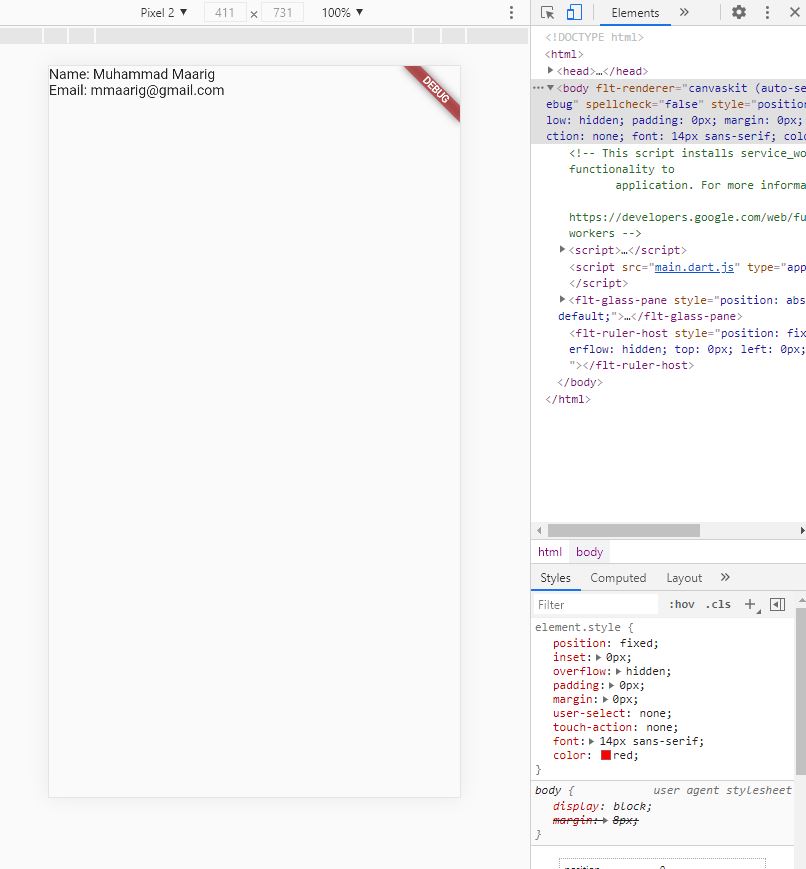 Pixel 2 ▼ 411 × 731 100% ▼
Elements »
Name: Muhammad Maarig
Email: mmaarig@gmail.com
DEBUG
<!DOCTYPE html>
<html>
<head>…</head>
<body flt-renderer="canvaskit (auto-se
ebug" spellcheck="false" style="position
low: hidden; padding: 0px; margin: 0px;
ction: none; font: 14px sans-serif; colo
<!-- This script installs service_wo
functionality to
application. For more informa
https://developers.google.com/web/fu
workers -->
<script>…</script>
<script src="main.dart.js" type="app
</script>
<flt-glass-pane style="position: abs
default;">…</flt-glass-pane>
<flt-ruler-host style="position: fix
erflow: hidden; top: 0px; left: 0px;
"></flt-ruler-host>
</body>
</html>
html body
Styles Computed Layout »
Filter :hov .cls +
element.style {
position: fixed;
inset: 0px;
overflow: hidden;
padding: 0px;
margin: 0px;
user-select: none;
touch-action: none;
font: 14px sans-serif;
color: red;
}
body { user agent stylesheet
display: block;
margin: 8px;
}